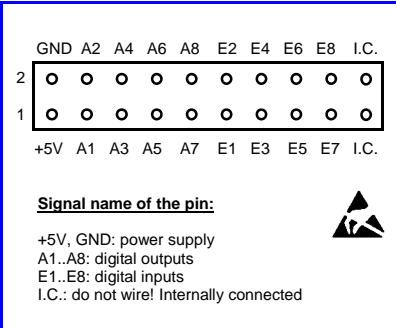 GND A2 A4 A6 A8 E2 E4 E6 E8 I.C.
2
1
+5V A1 A3 A5 A7 E1 E3 E5 E7 I.C.
Signal name of the pin:
+5V, GND: power supply
A1..A8: digital outputs
E1..E8: digital inputs
I.C.: do not wire! Internally connected